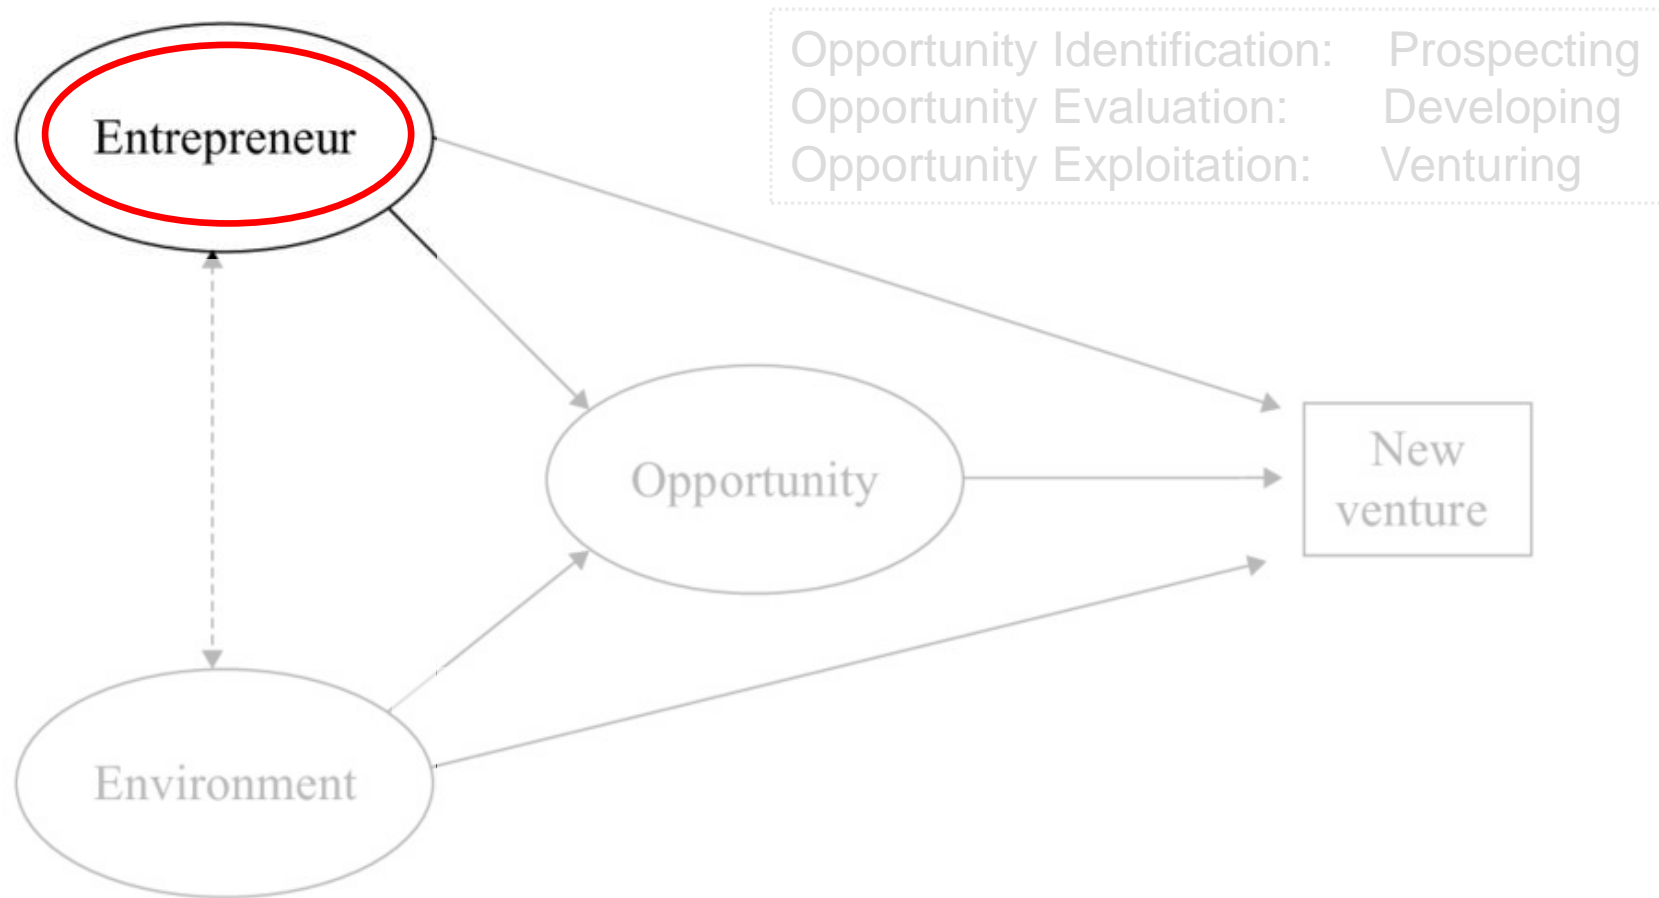 Opportunity Identification: Prospecting
Opportunity Evaluation: Developing
Opportunity Exploitation: Venturing
Entrepreneur
Opportunity
New
venture
Environment